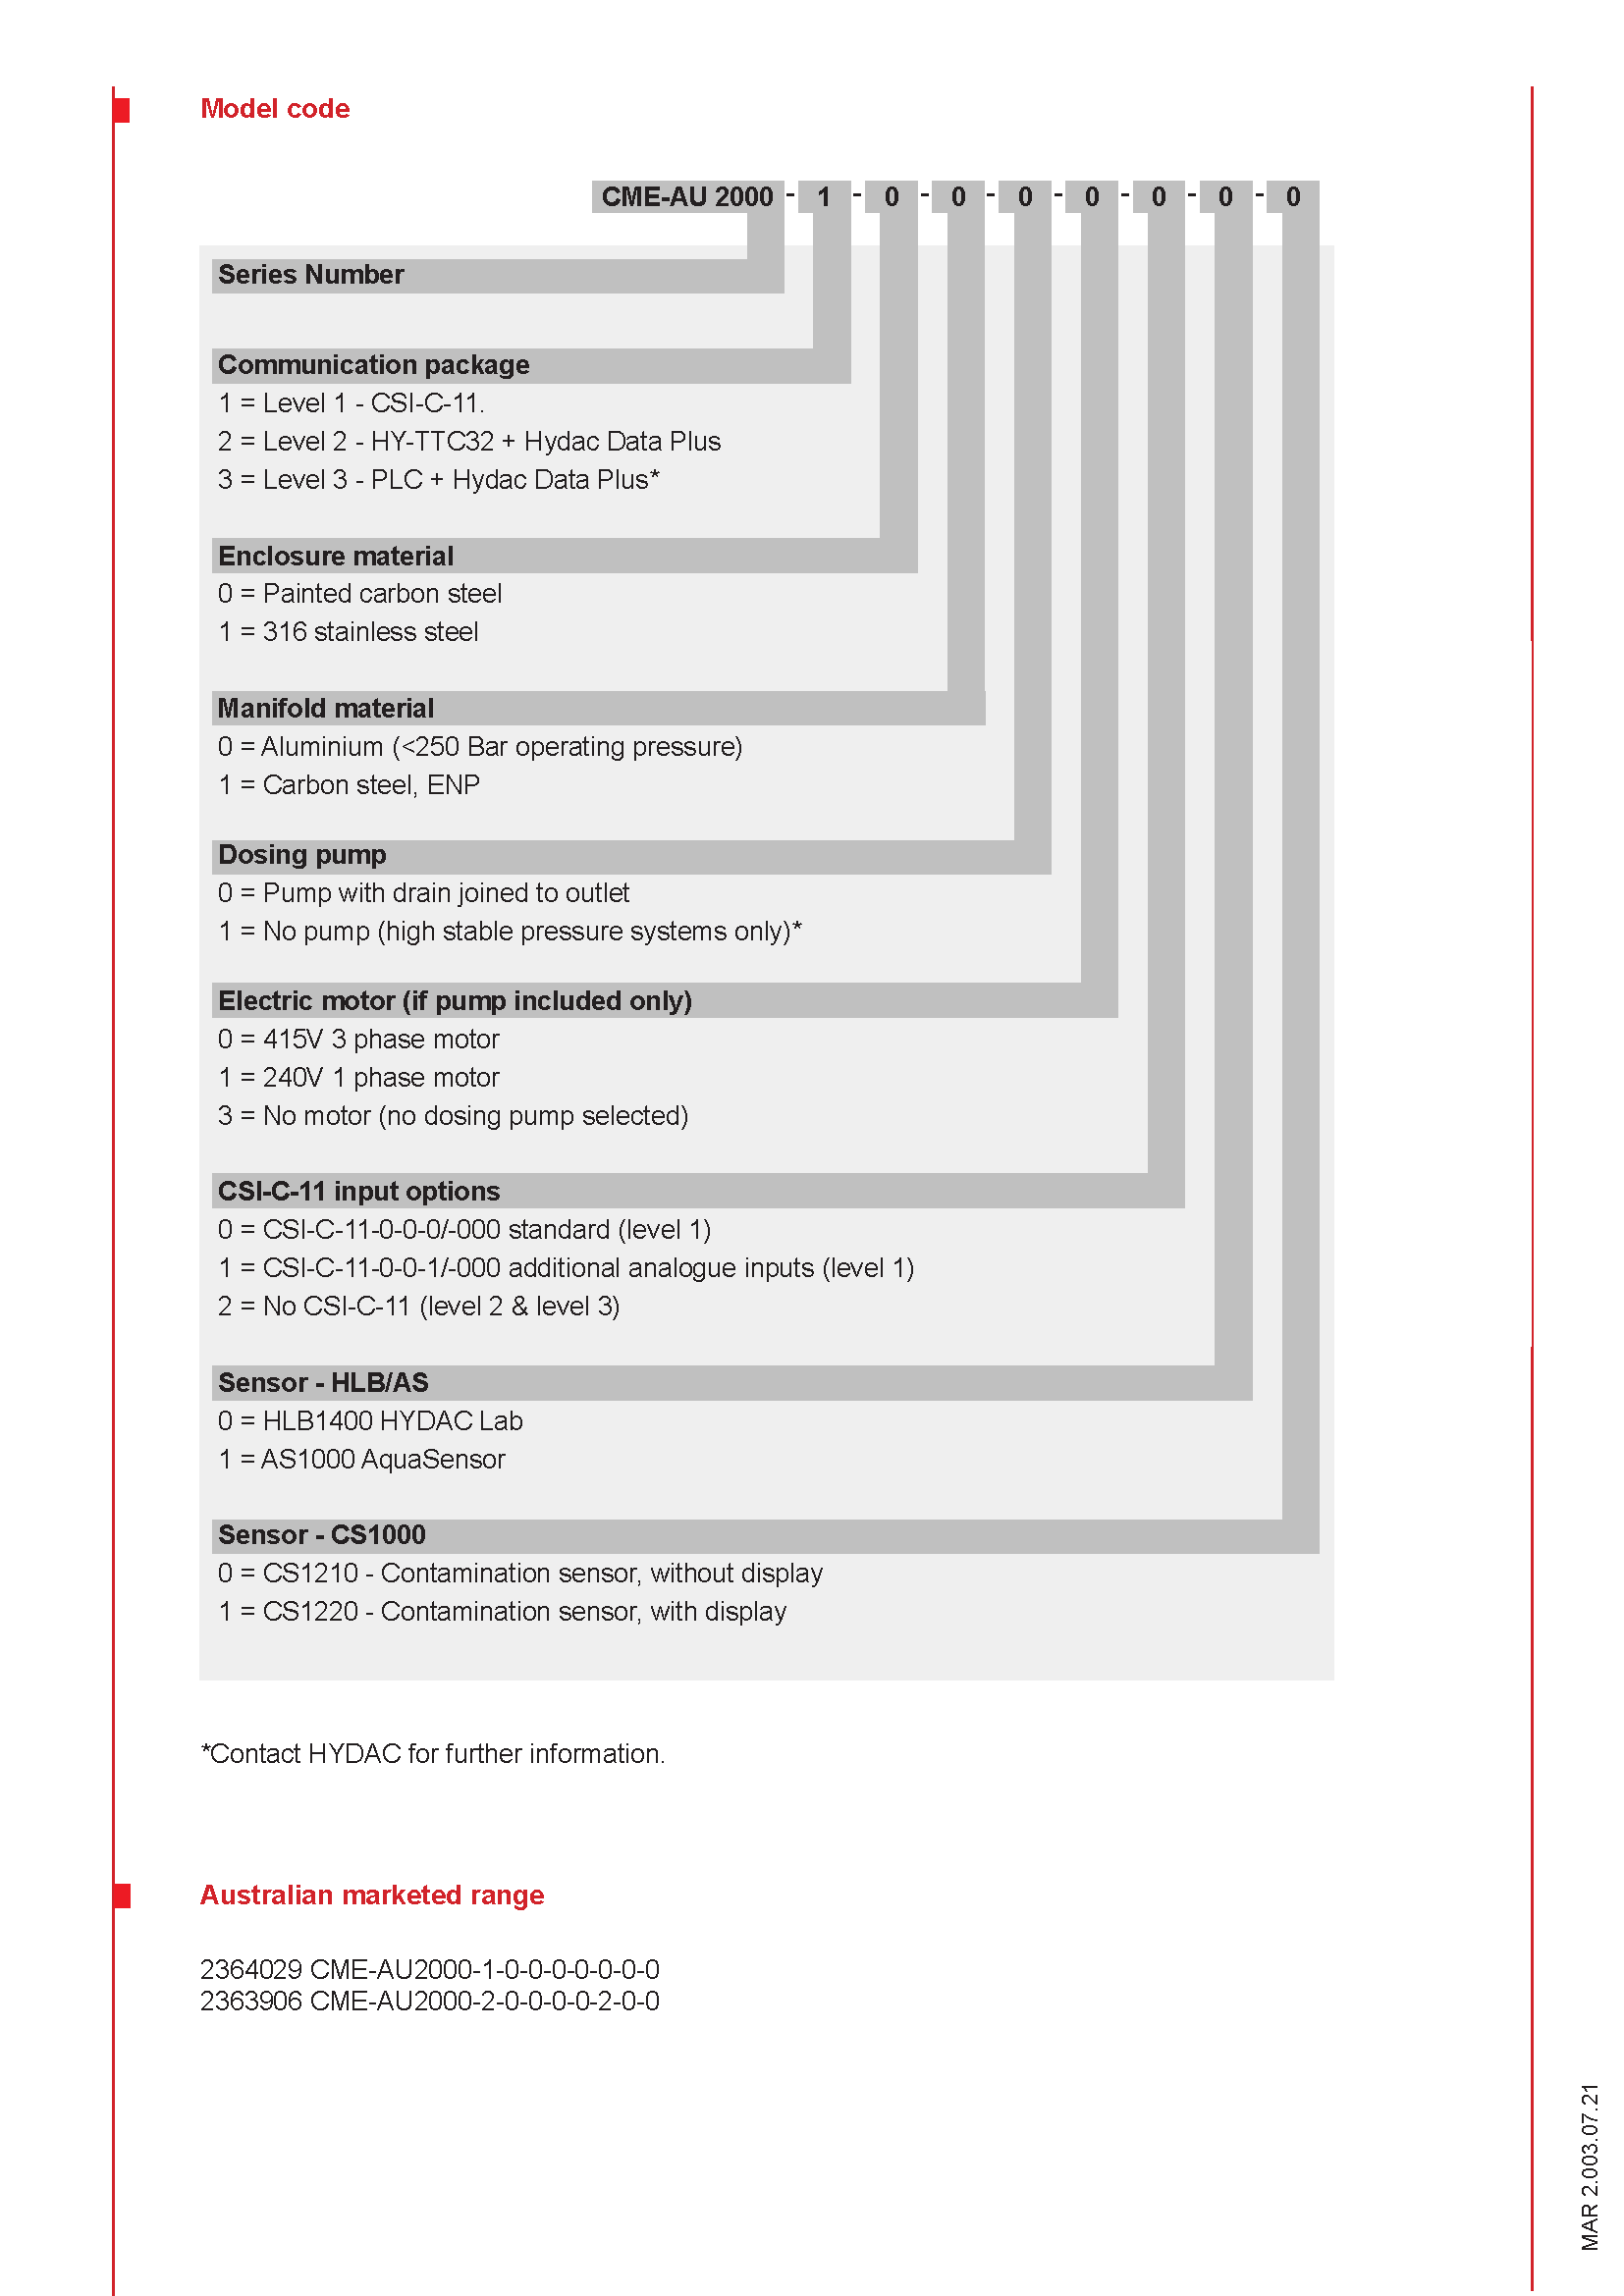 Model code
CME-AU 2000 - 1 - 0 - 0 - 0 - 0 - 0 - 0 - 0
Series Number
Communication package
1 = Level 1 - CSI-C-11.
2 = Level 2 - HY-TTC32 + Hydac Data Plus
3 = Level 3 - PLC + Hydac Data Plus*
Enclosure material
0 = Painted carbon steel
1 = 316 stainless steel
Manifold material
0 = Aluminium (<250 Bar operating pressure)
1 = Carbon steel, ENP
Dosing pump
0 = Pump with drain joined to outlet
1 = No pump (high stable pressure systems only)*
Electric motor (if pump included only)
0 = 415V 3 phase motor
1 = 240V 1 phase motor
3 = No motor (no dosing pump selected)
CSI-C-11 input options
0 = CSI-C-11-0-0-0/-000 standard (level 1)
1 = CSI-C-11-0-0-1/-000 additional analogue inputs (level 1)
2 = No CSI-C-11 (level 2 & level 3)
Sensor - HLB/AS
0 = HLB1400 HYDAC Lab
1 = AS1000 AquaSensor
Sensor - CS1000
0 = CS1210 - Contamination sensor, without display
1 = CS1220 - Contamination sensor, with display
*Contact HYDAC for further information.
Australian marketed range
2364029 CME-AU2000-1-0-0-0-0-0-0-0
2363906 CME-AU2000-2-0-0-0-0-2-0-0
MAR 2.003.07.21